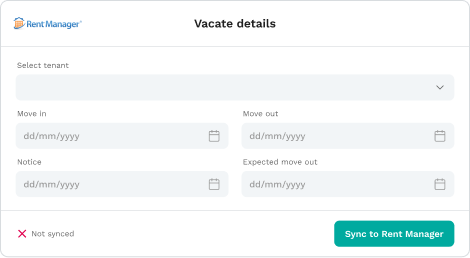 Rent Manager
Vacate details
Select tenant
Move in
Move out
dd/mm/yyyy
dd/mm/yyyy
Notice
Expected move out
dd/mm/yyyy
dd/mm/yyyy
Not synced
Sync to Rent Manager